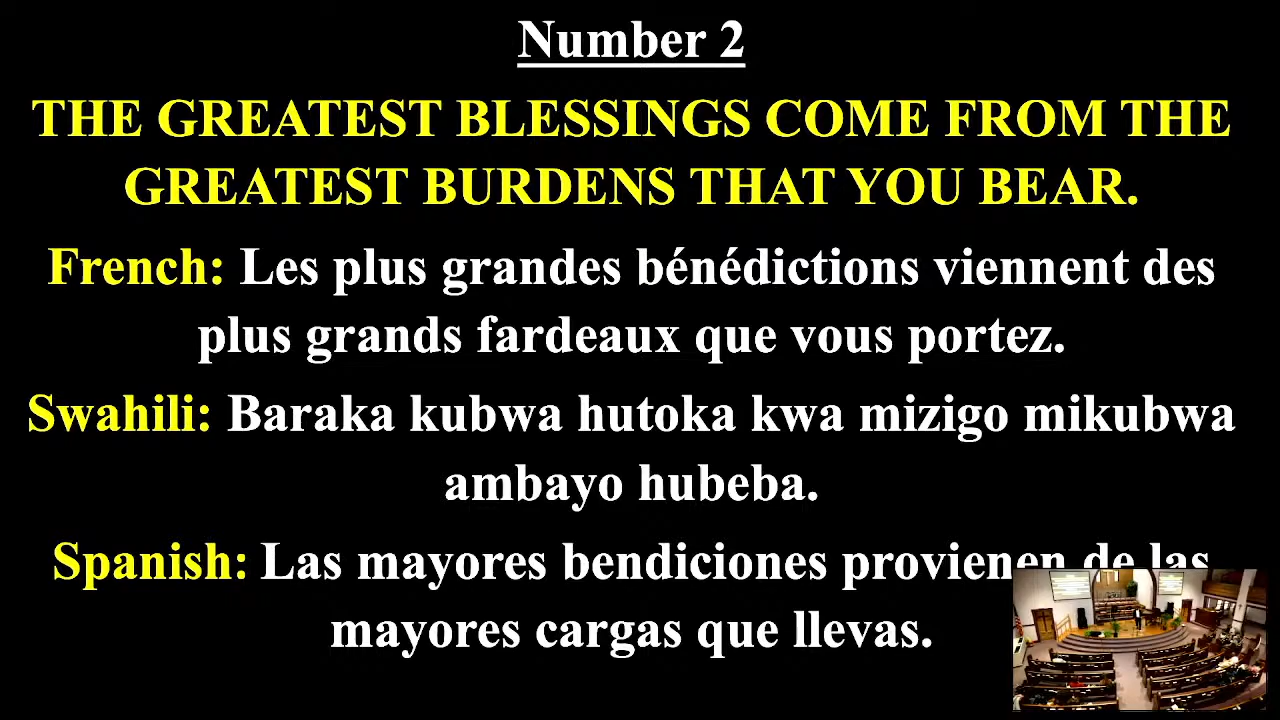 Number 2
THE GREATEST BLESSINGS COME FROM THE
GREATEST BURDENS THAT YOU BEAR.
French: Les plus grandes bénédictions viennent des
plus grands fardeaux que vous portez.
Swahili: Baraka kubwa hutoka kwa mizigo mikubwa
ambayo hubeba.
Spanish: Las mayores bendiciones provienen de las
mayores cargas que llevas.